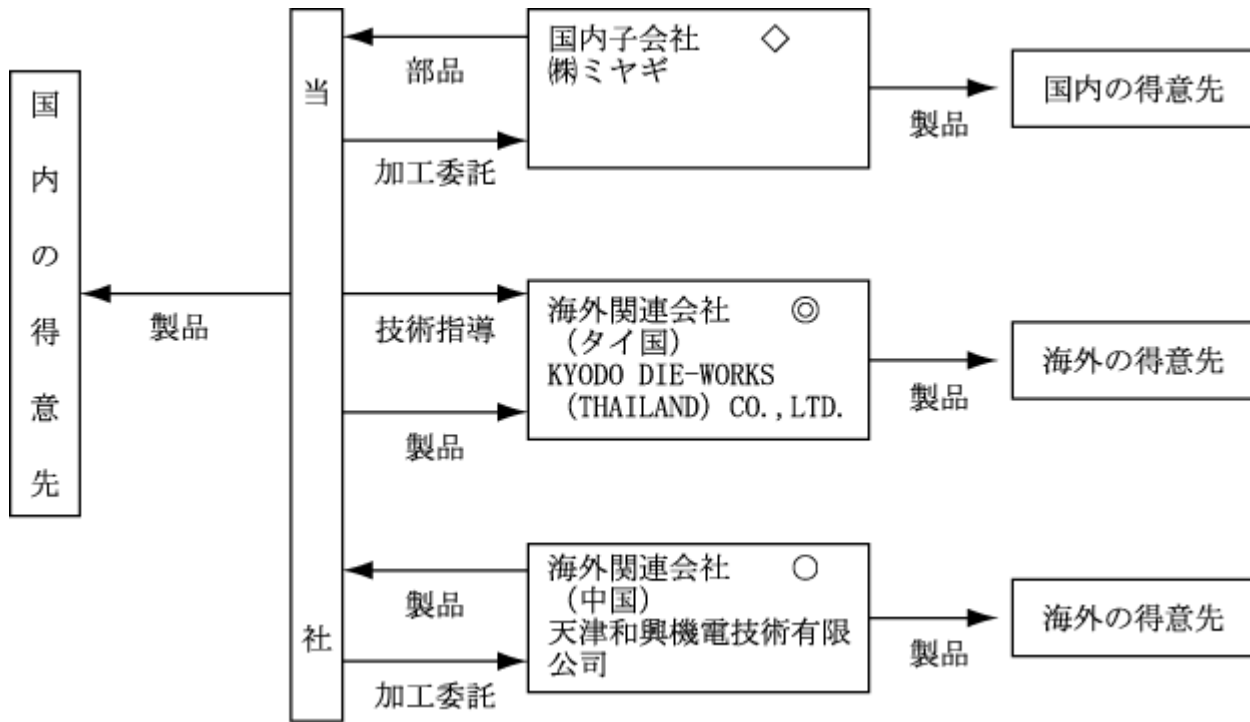 国内の得意先
製品
当社
部品
加工委託
国内子会社 ◇
㈱ミヤギ
製品
国内の得意先
技術指導
製品
海外関連会社 ◎
(タイ国)
KYODO DIE-WORKS
(THAILAND) CO.,LTD.
製品
海外の得意先
製品
加工委託
海外関連会社 ○
(中国)
天津和興機電技術有限
公司
製品
海外の得意先